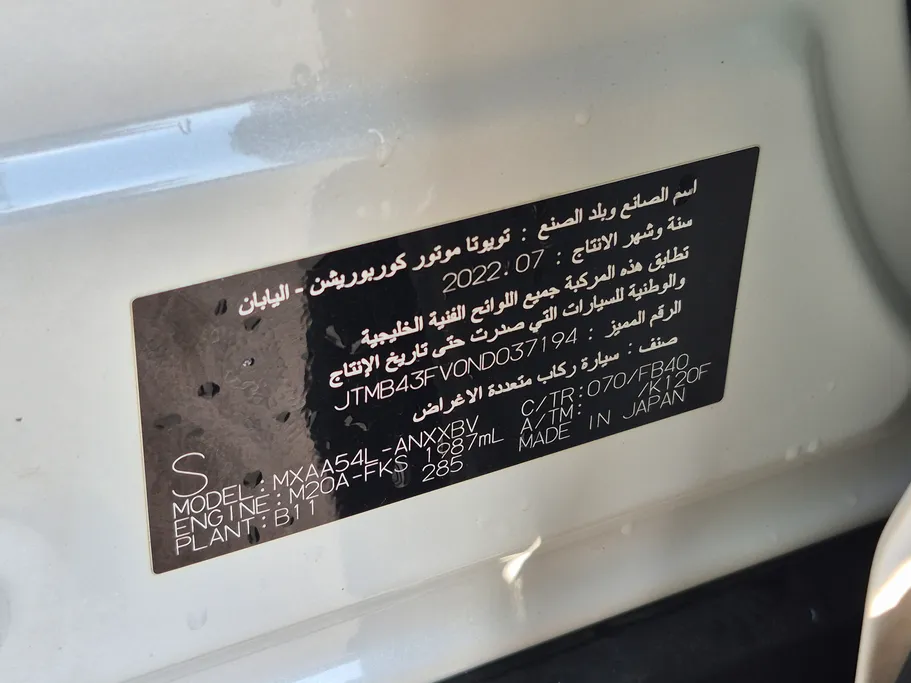 اسم الصانع وبلد الصنع : تويوتا موتور كوربوريشن - اليابان
سنة وشهر الانتاج : 2022.07
تطابق هذه المركبة جميع اللوائح الفنية الخليجية
والوطنية للسيارات التي صدرت حتى تاريخ الإنتاج
الرقم المميز : JTMB43FV0ND037194
صنف : سيارة ركاب متعددة الاغراض
S
MODEL:MXAA54L-ANXXBV C/TR:070/FB40
ENGINE:M20A-FKS 1987mL A/TM: /K120F
PLANT:B11 285 MADE IN JAPAN